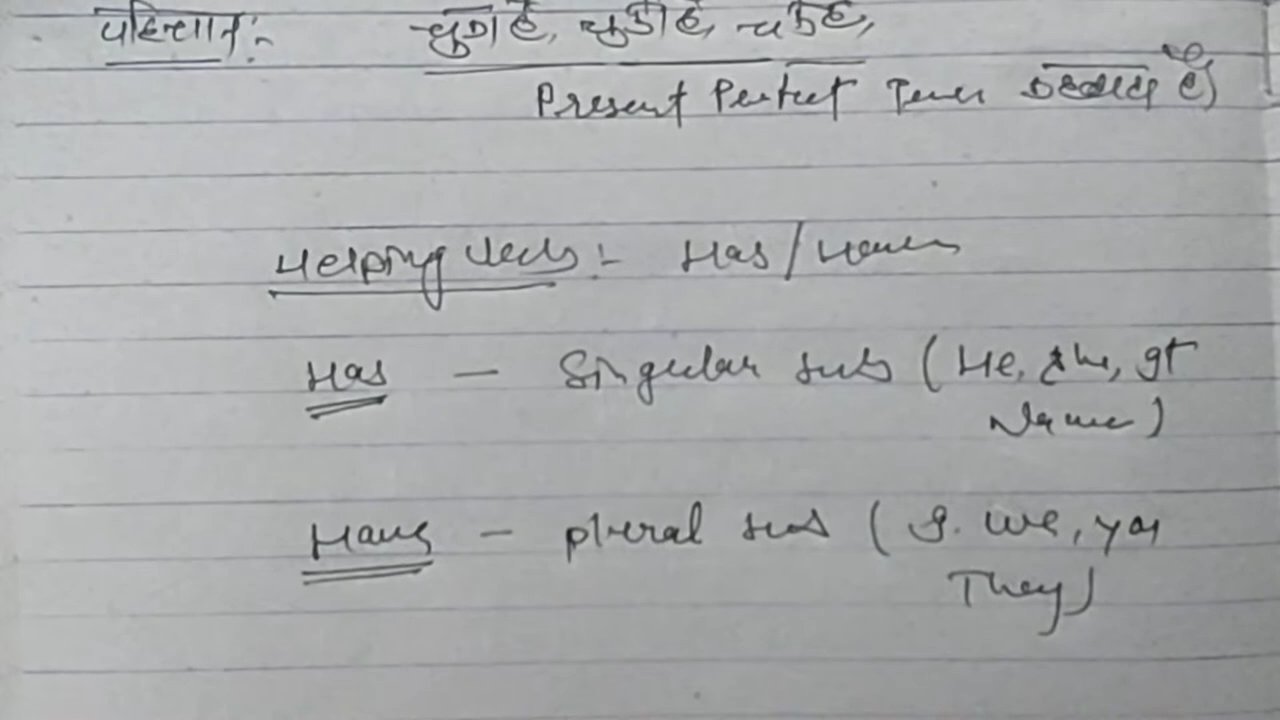 पहिचान:- चुका है, चुकी है, चुके है,
Present Perfect Tense कहलाता है
Helping Verb:- Has/Have
Has - Singular sub (He, she, It
Name)
Have - plural sub (I. We, you
They)